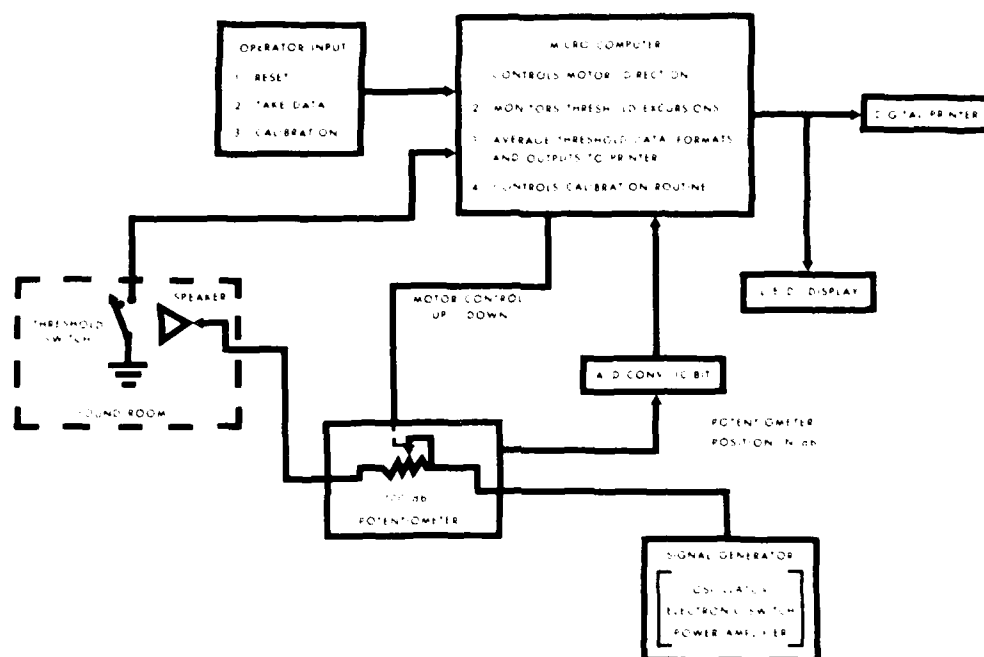 OPERATOR INPUT
1 RESET
2 TAKE DATA
3 CALIBRATION
MICRO COMPUTER
CONTROLS MOTOR DIRECTION
2 MONITORS THRESHOLD EXCURSIONS
3 AVERAGE THRESHOLD DATA, FORMATS
AND OUTPUTS TO PRINTER
4 CONTROLS CALIBRATION ROUTINE
DIGITAL PRINTER
L.E.D. DISPLAY
SPEAKER
THRESHOLD
SWITCH
SOUND ROOM
MOTOR CONTROL
UP DOWN
A/D CONV BIT
POTENTIOMETER
POSITION IN db
db
POTENTIOMETER
SIGNAL GENERATOR
OSCILLATOR
ELECTRONIC SWITCH
POWER AMPLIFIER